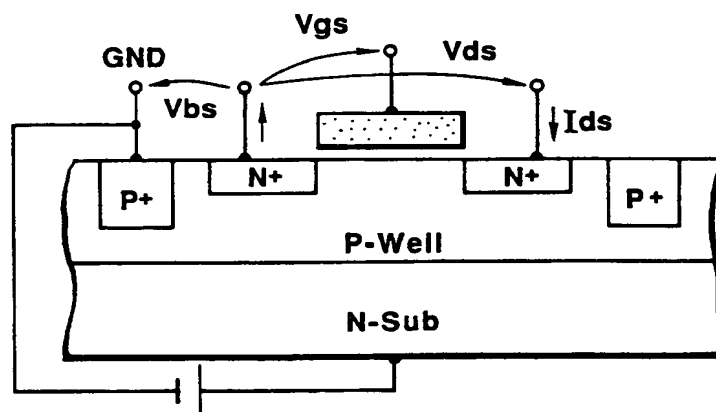 Vgs
GND
Vds
Vbs
Ids
P+
N+
N+
P+
P-Well
N-Sub